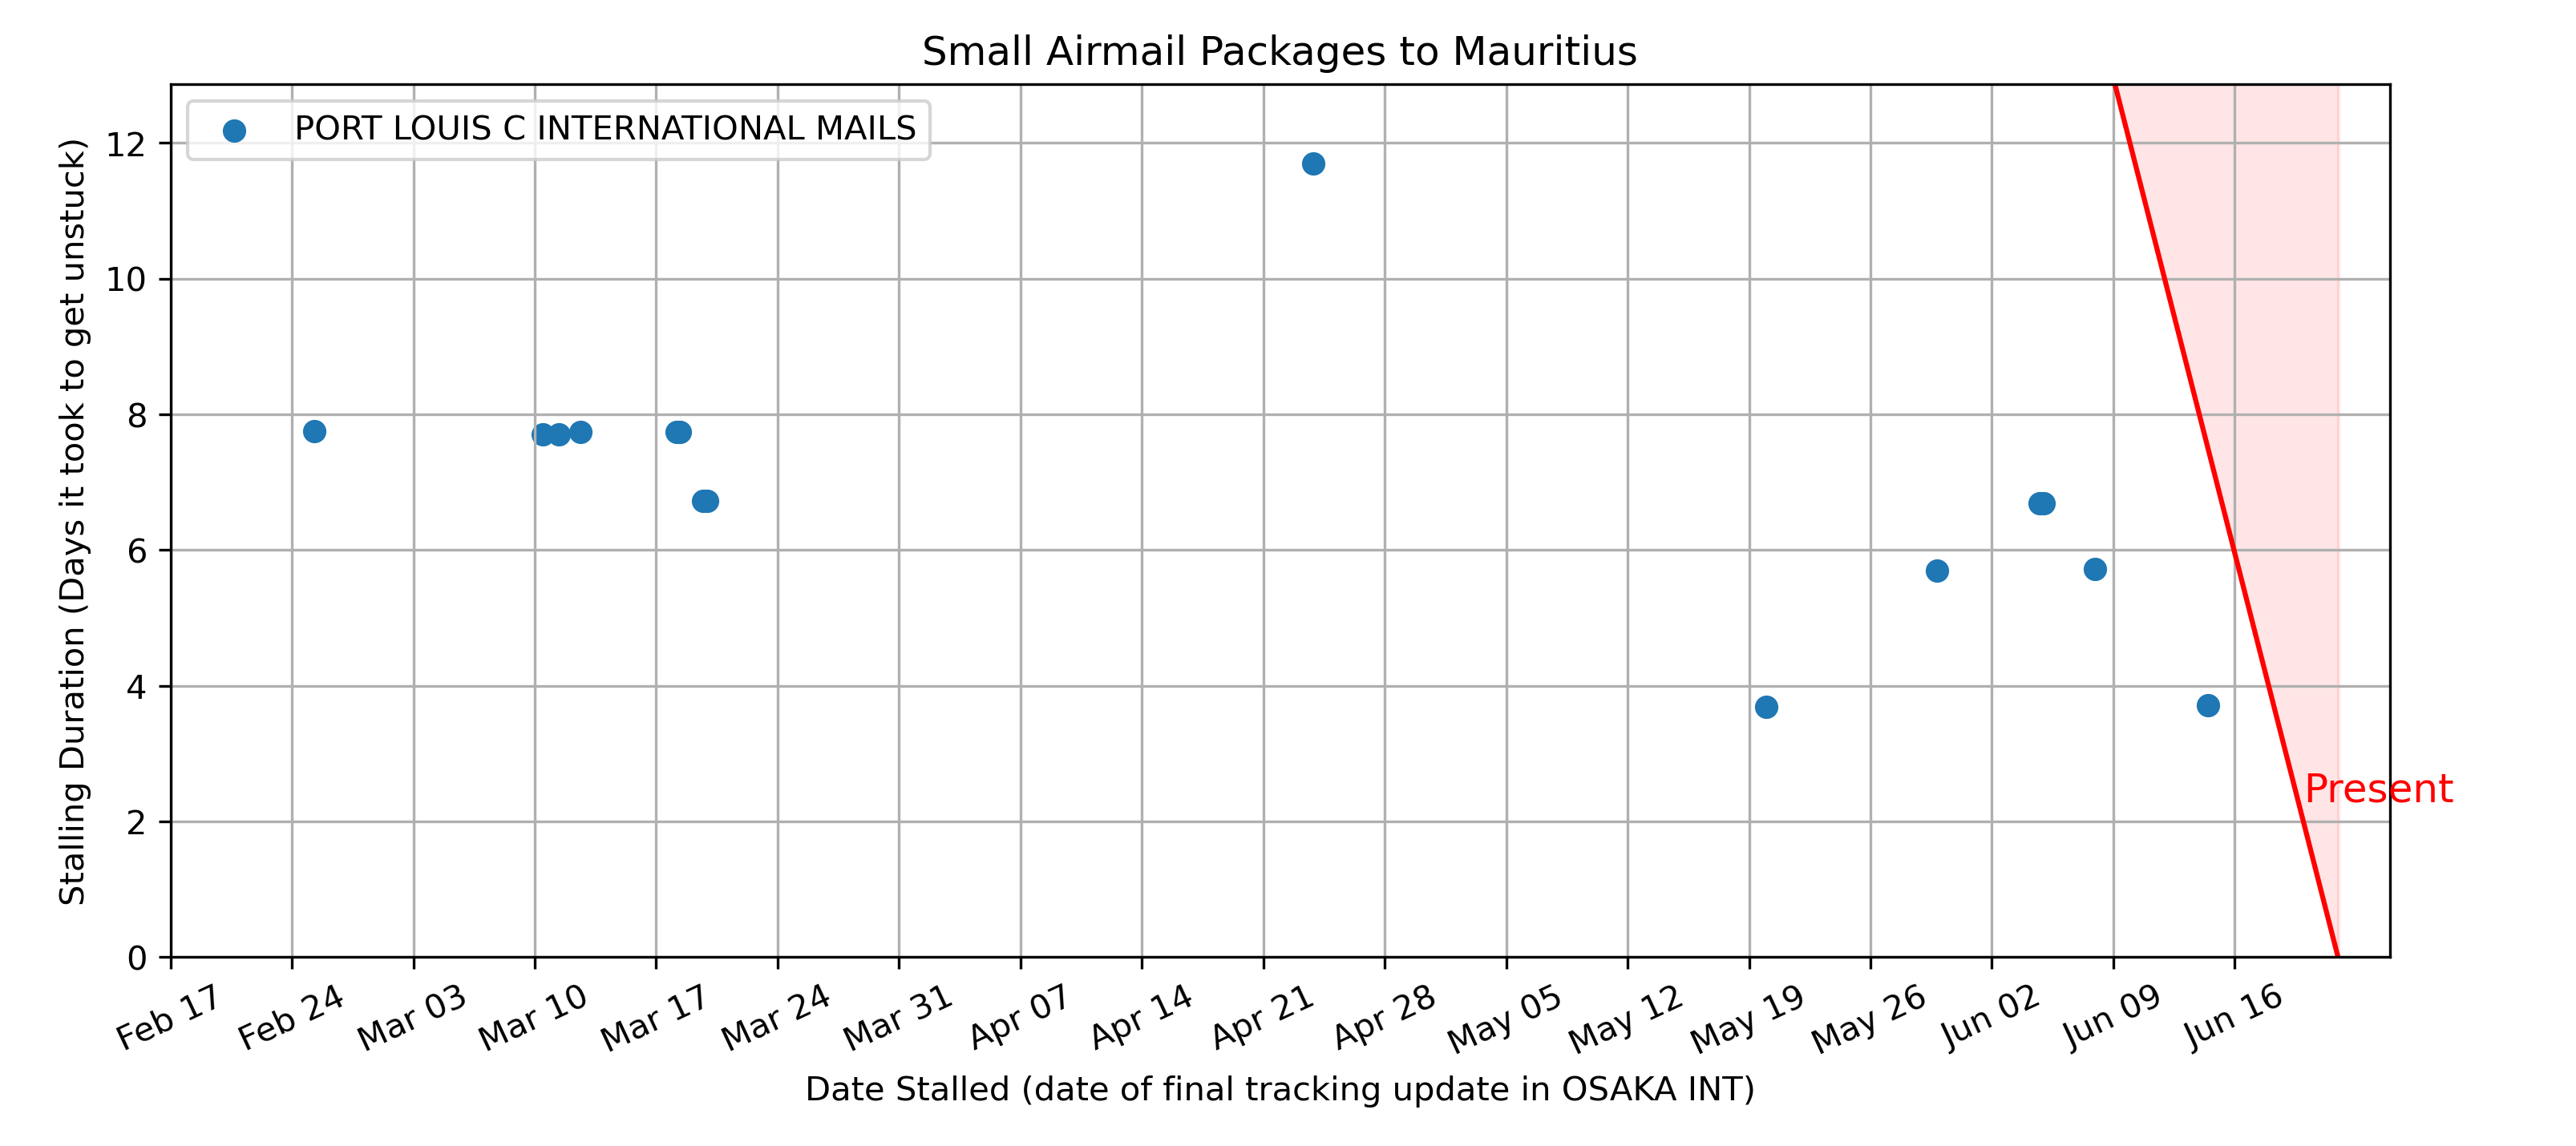 Small Airmail Packages to Mauritius
PORT LOUIS C INTERNATIONAL MAILS
Stalling Duration (Days it took to get unstuck)
12
10
8
6
4
2
0
Present
Feb 17
Feb 24
Mar 03
Mar 10
Mar 17
Mar 24
Mar 31
Apr 07
Apr 14
Apr 21
Apr 28
May 05
May 12
May 19
May 26
Jun 02
Jun 09
Jun 16
Date Stalled (date of final tracking update in OSAKA INT)